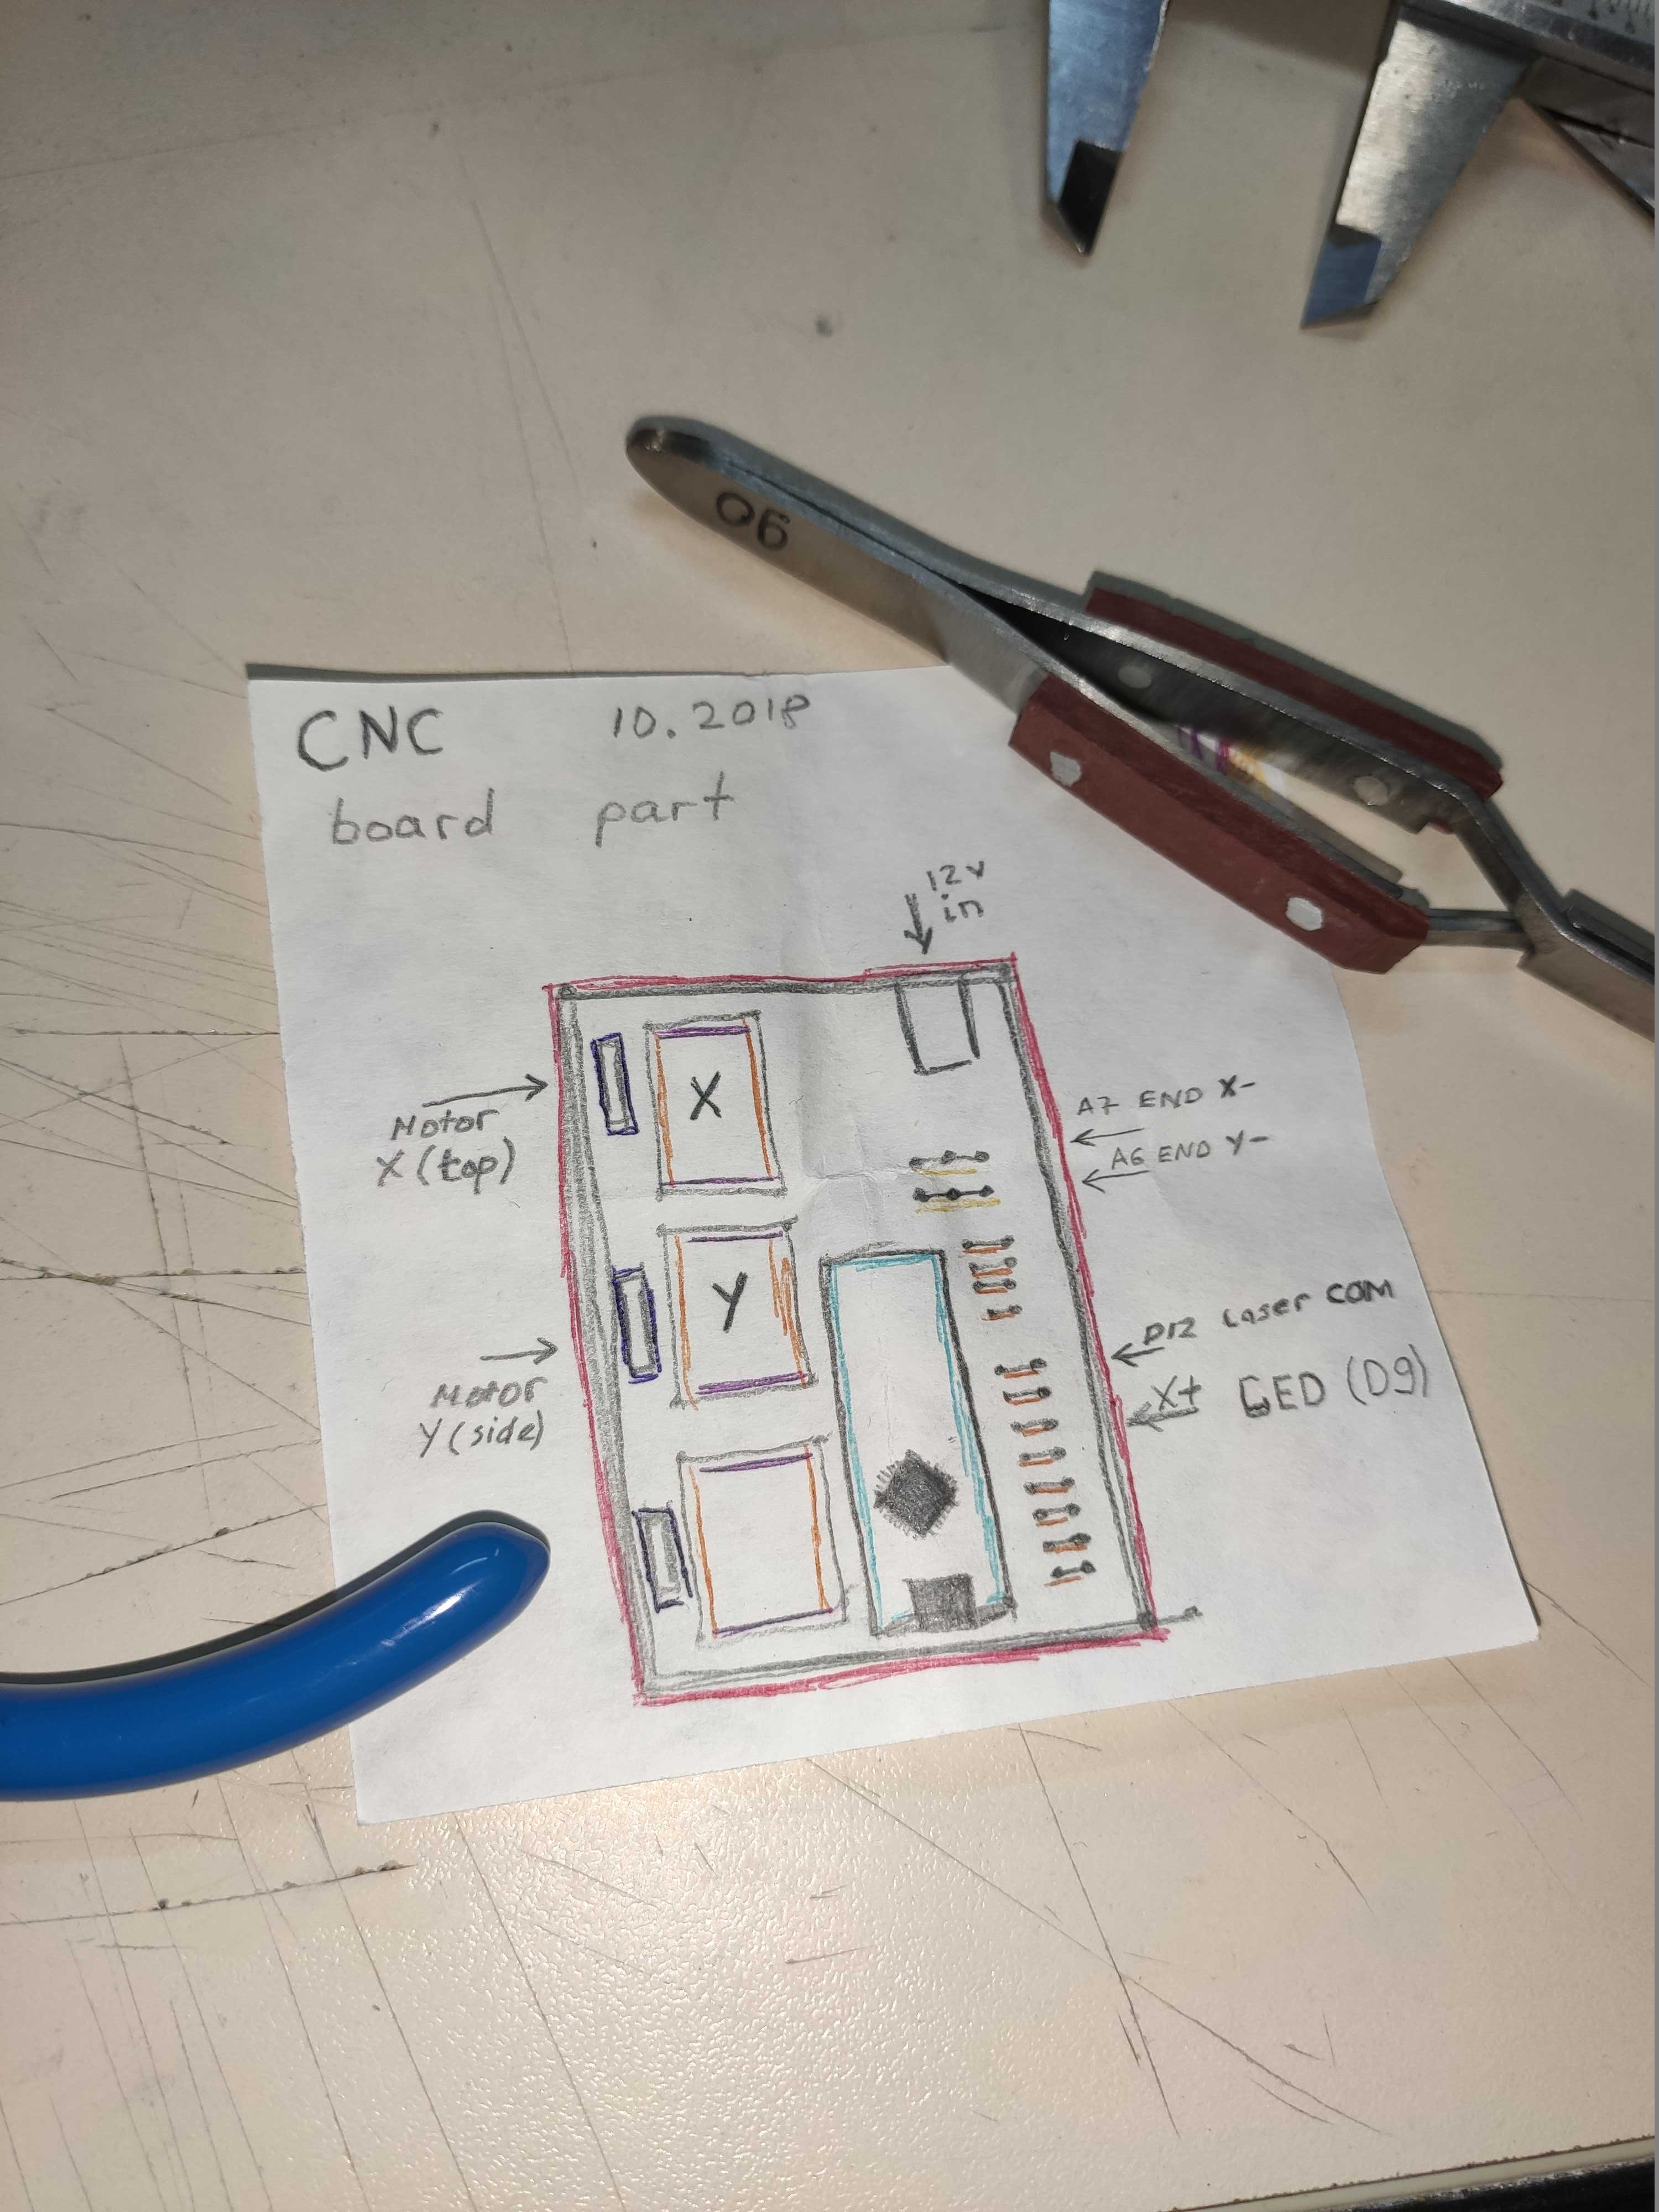 06
CNC 10.2018
board part
12v
in
X
Motor
X (top)
A7 END X-
A6 END Y-
Y
Motor
Y (side)
D12 Laser COM
X+ LED (D9)